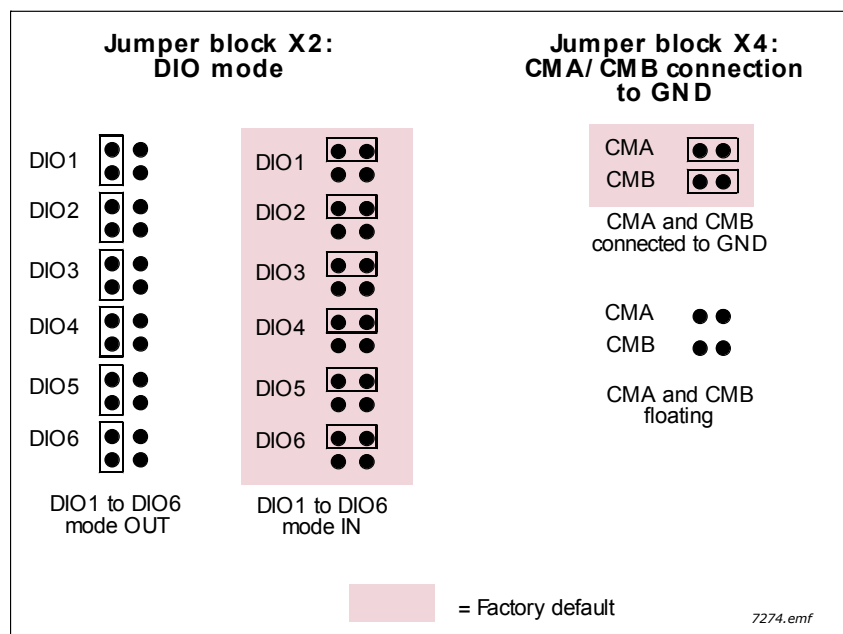 Jumper block X2:
DIO mode
DIO1
DIO2
DIO3
DIO4
DIO5
DIO6
DIO1 to DIO6
mode OUT
DIO1
DIO2
DIO3
DIO4
DIO5
DIO6
DIO1 to DIO6
mode IN
Jumper block X4:
CMA/ CMB connection
to GND
CMA
CMB
CMA and CMB
connected to GND
CMA
CMB
CMA and CMB
floating
= Factory default
7274.emf